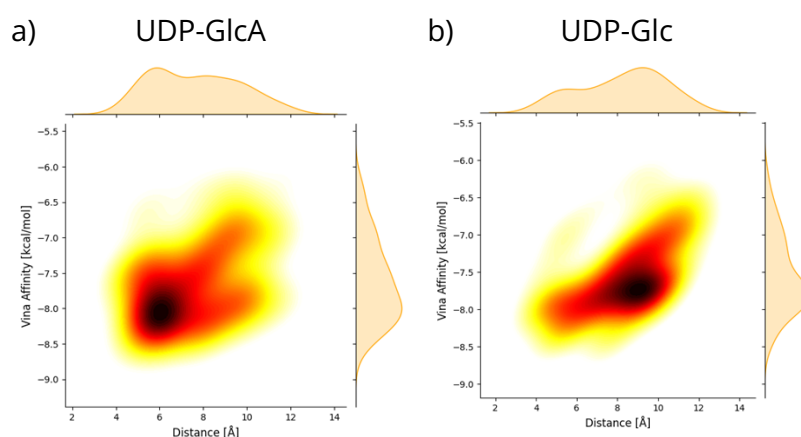 a) UDP-GlcA
b) UDP-Glc
−5.5
−6.0
−6.5
−7.0
−7.5
−8.0
−8.5
−9.0
Vina Affinity [kcal/mol]
2 4 6 8 10 12 14
Distance [Å]
−5.5
−6.0
−6.5
−7.0
−7.5
−8.0
−8.5
−9.0
Vina Affinity [kcal/mol]
2 4 6 8 10 12 14
Distance [Å]